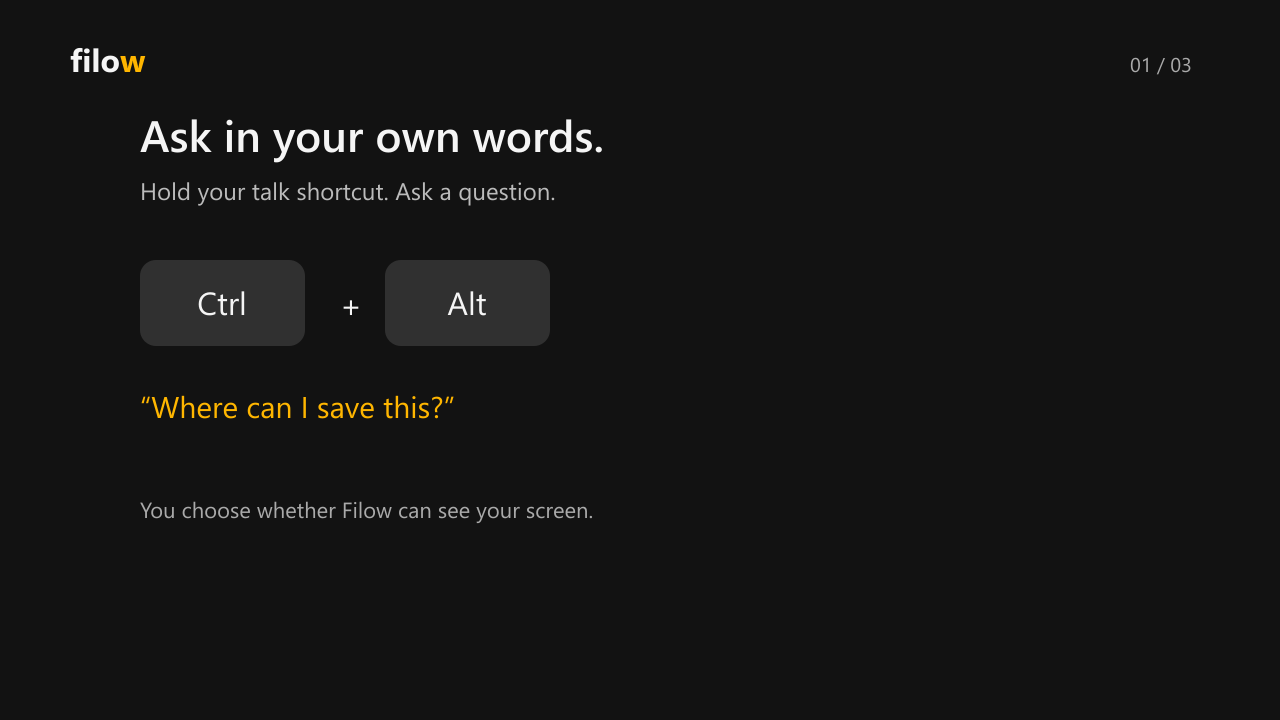 filow
01 / 03
Ask in your own words.
Hold your talk shortcut. Ask a question.
Ctrl + Alt
“Where can I save this?”
You choose whether Filow can see your screen.